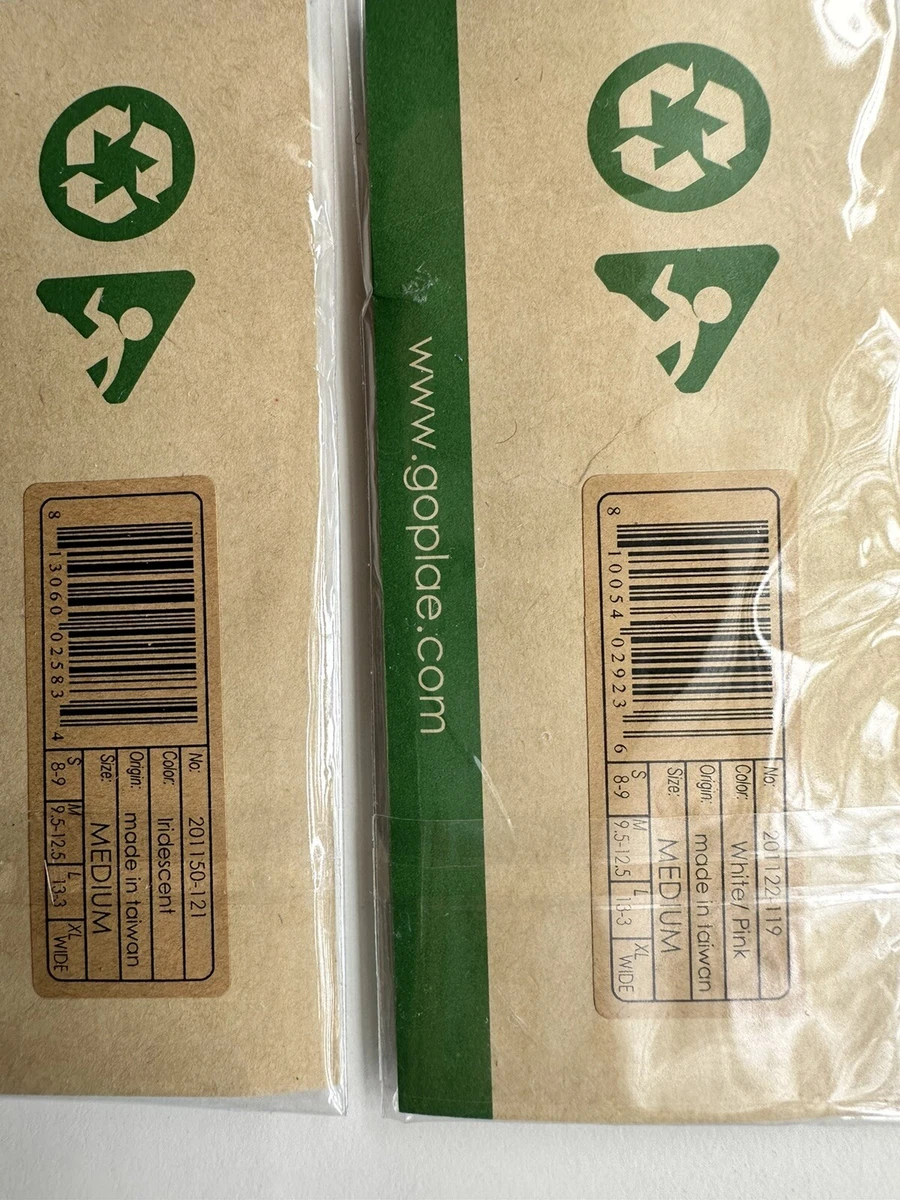 8 13060 02583 4
No: 201150-121
Color: Iridescent
Origin: made in taiwan
Size: MEDIUM
S M L XL
8-9 9.5-12.5 13-3 WIDE
www.goplae.com
8 10054 02923 6
No: 201122-119
Color: White/ Pink
Origin: made in taiwan
Size: MEDIUM
S M L XL
8-9 9.5-12.5 13-3 WIDE